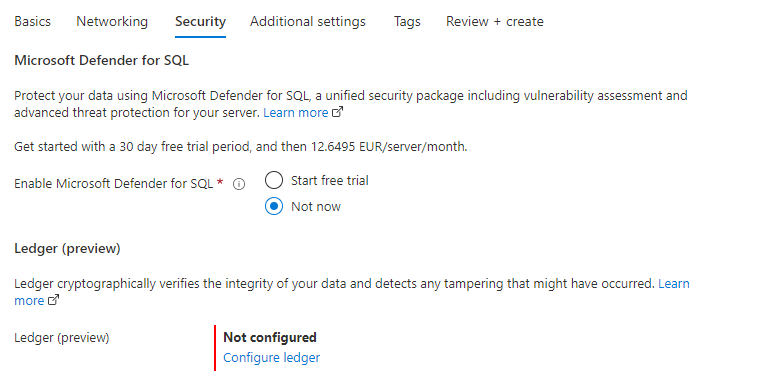 Basics Networking Security Additional settings Tags Review + create
Microsoft Defender for SQL
Protect your data using Microsoft Defender for SQL, a unified security package including vulnerability assessment and
advanced threat protection for your server. Learn more
Get started with a 30 day free trial period, and then 12.6495 EUR/server/month.
Enable Microsoft Defender for SQL * Start free trial
Not now
Ledger (preview)
Ledger cryptographically verifies the integrity of your data and detects any tampering that might have occurred. Learn
more
Ledger (preview) Not configured
Configure ledger